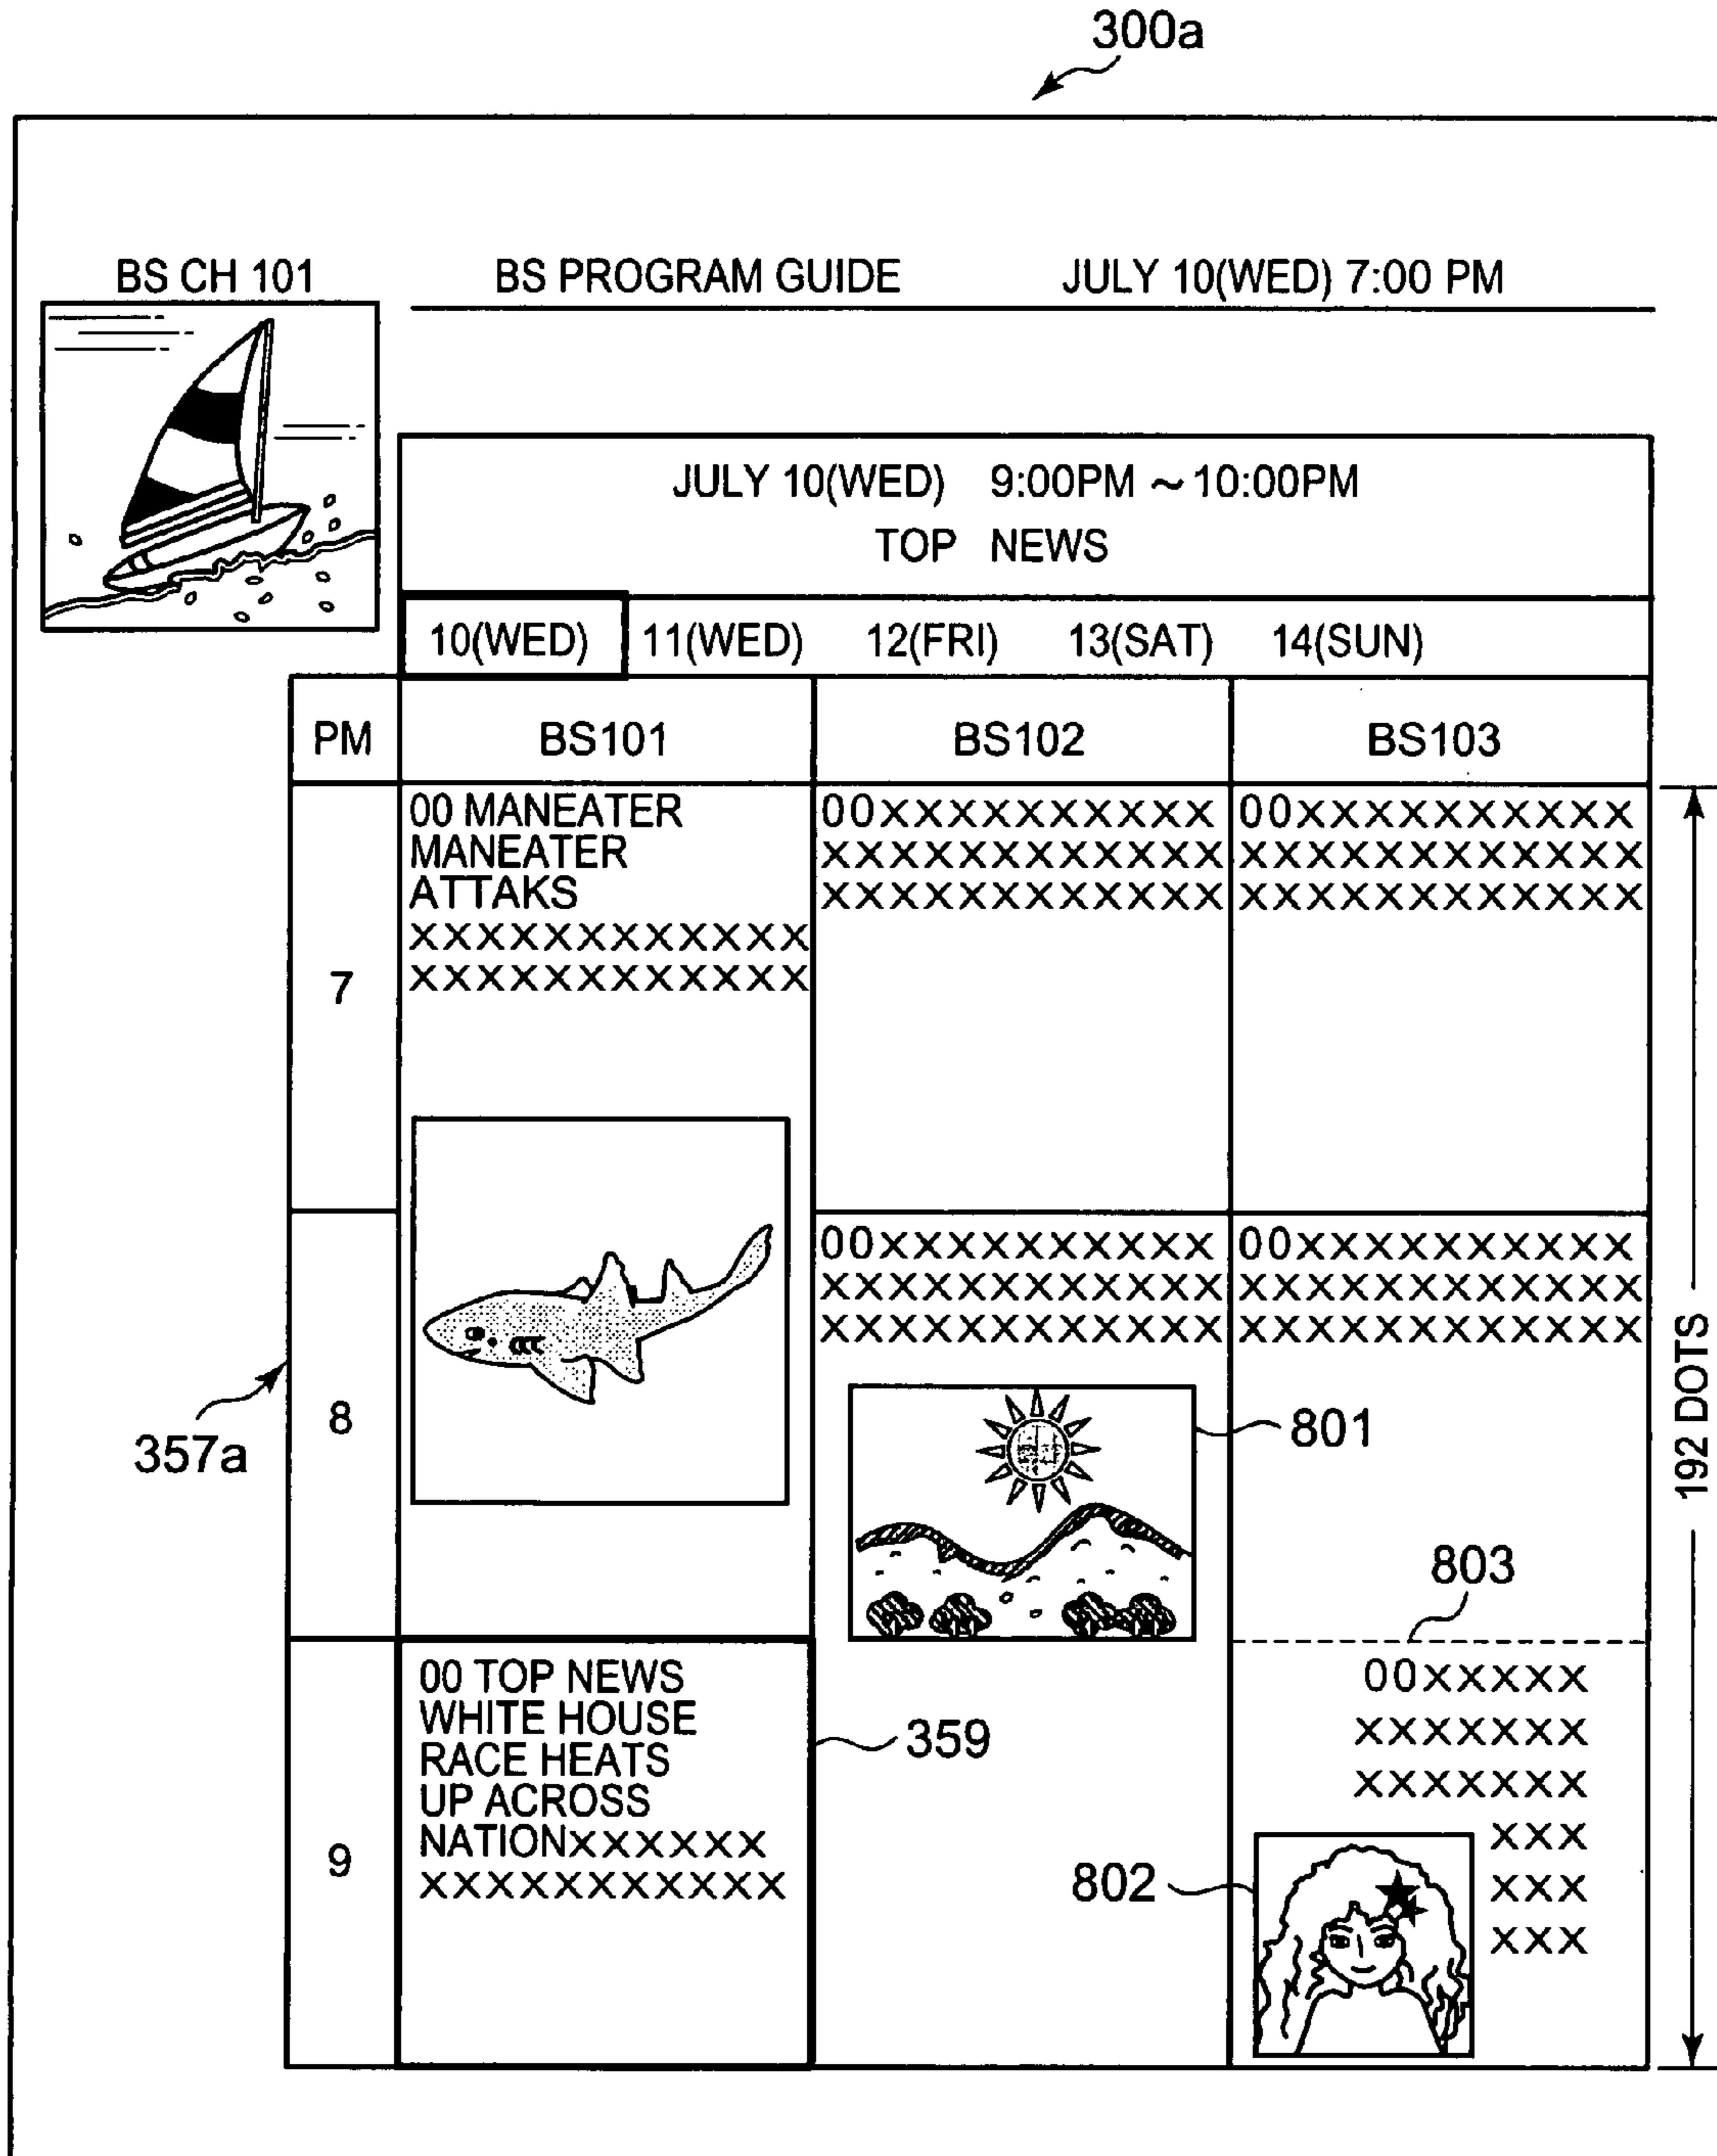 300a
BS CH 101
BS PROGRAM GUIDE
JULY 10(WED) 7:00 PM
JULY 10(WED) 9:00PM ~ 10:00PM
TOP NEWS
10(WED) 11(WED) 12(FRI) 13(SAT) 14(SUN)
PM BS101 BS102 BS103
7
00 MANEATER
MANEATER
ATTAKS
XXXXXXXXXXXX
XXXXXXXXXXXX
00XXXXXXXXXX
XXXXXXXXXXXX
XXXXXXXXXXXX
00XXXXXXXXXX
XXXXXXXXXXXX
XXXXXXXXXXXX
8
00XXXXXXXXXX
XXXXXXXXXXXX
XXXXXXXXXXXX
00XXXXXXXXXX
XXXXXXXXXXXX
XXXXXXXXXXXX
357a
801
803
192 DOTS
9
00 TOP NEWS
WHITE HOUSE
RACE HEATS
UP ACROSS
NATIONXXXXXX
XXXXXXXXXXX
359
00XXXXX
XXXXXXX
XXXXXXX
XXX
XXX
XXX
802